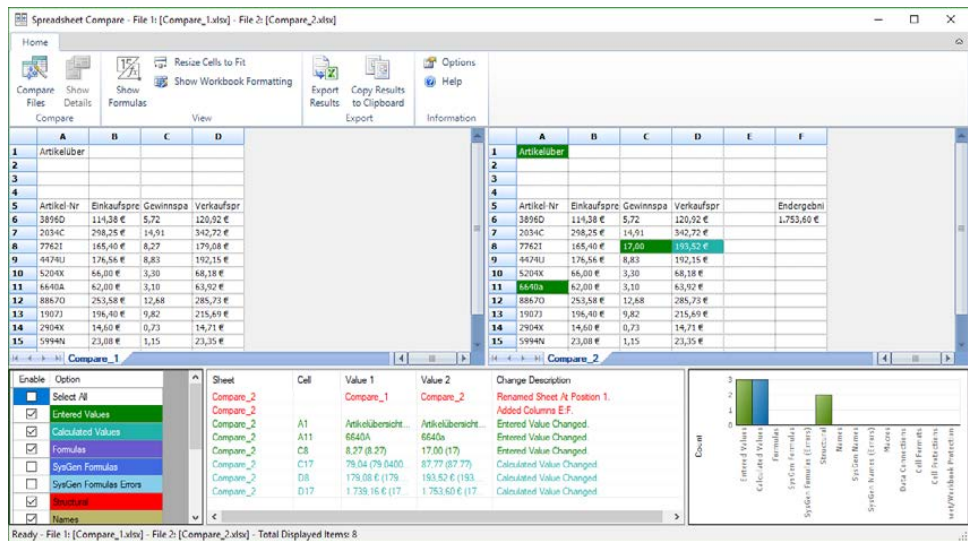 Spreadsheet Compare - File 1: [Compare_1.xlsx] - File 2: [Compare_2.xlsx]
Home
Compare Files
Show Details
Show Formulas
Resize Cells to Fit
Show Workbook Formatting
Export Results
Copy Results to Clipboard
Options
Help
Compare
View
Export
Information
A B C D
1 Artikelüber
2
3
4
5 Artikel-Nr Einkaufspre Gewinnspa Verkaufspr
6 3896D 114,38 € 5,72 120,92 €
7 2034C 298,25 € 14,91 342,72 €
8 7762I 165,40 € 8,27 179,08 €
9 4474U 176,56 € 8,83 192,15 €
10 5204X 66,00 € 3,30 68,18 €
11 6640A 62,00 € 3,10 63,92 €
12 8867O 253,58 € 12,68 285,73 €
13 1907J 196,40 € 9,82 215,69 €
14 2904X 14,60 € 0,73 14,71 €
15 5994N 23,08 € 1,15 23,35 €
Compare_1
A B C D E F
1 Artikelüber
2
3
4
5 Artikel-Nr Einkaufspre Gewinnspa Verkaufspr Endergebni
6 3896D 114,38 € 5,72 120,92 € 1.753,60 €
7 2034C 298,25 € 14,91 342,72 €
8 7762I 165,40 € 17,00 193,52 €
9 4474U 176,56 € 8,83 192,15 €
10 5204X 66,00 € 3,30 68,18 €
11 6640a 62,00 € 3,10 63,92 €
12 8867O 253,58 € 12,68 285,73 €
13 1907J 196,40 € 9,82 215,69 €
14 2904X 14,60 € 0,73 14,71 €
15 5994N 23,08 € 1,15 23,35 €
Compare_2
Enable Option
Select All
Entered Values
Calculated Values
Formulas
SysGen Formulas
SysGen Formulas Errors
Structural
Names
Sheet Cell Value 1 Value 2 Change Description
Compare_2 Compare_1 Compare_2 Renamed Sheet At Position 1.
Compare_2 Added Columns E:F.
Compare_2 A1 Artikelübersicht... Artikelübersicht... Entered Value Changed.
Compare_2 A11 6640A 6640a Entered Value Changed.
Compare_2 C8 8,27 (8.27) 17,00 (17) Entered Value Changed.
Compare_2 C17 79,04 (79.0400... 87,77 (87.77) Calculated Value Changed.
Compare_2 D8 179,08 € (179... 193,52 € (193... Calculated Value Changed.
Compare_2 D17 1.739,16 € (17... 1.753,60 € (17... Calculated Value Changed.
Count
3
2
1
0
Entered Values
Calculated Values
Formulas
SysGen Formulas
SysGen Formulas (Errors)
Structural
Names
SysGen Names
SysGen Names (Errors)
Macros
Data Connections
Cell Formats
Cell Protections
Sheet/Workbook Protection
Ready - File 1: [Compare_1.xlsx] - File 2: [Compare_2.xlsx] - Total Displayed Items: 8